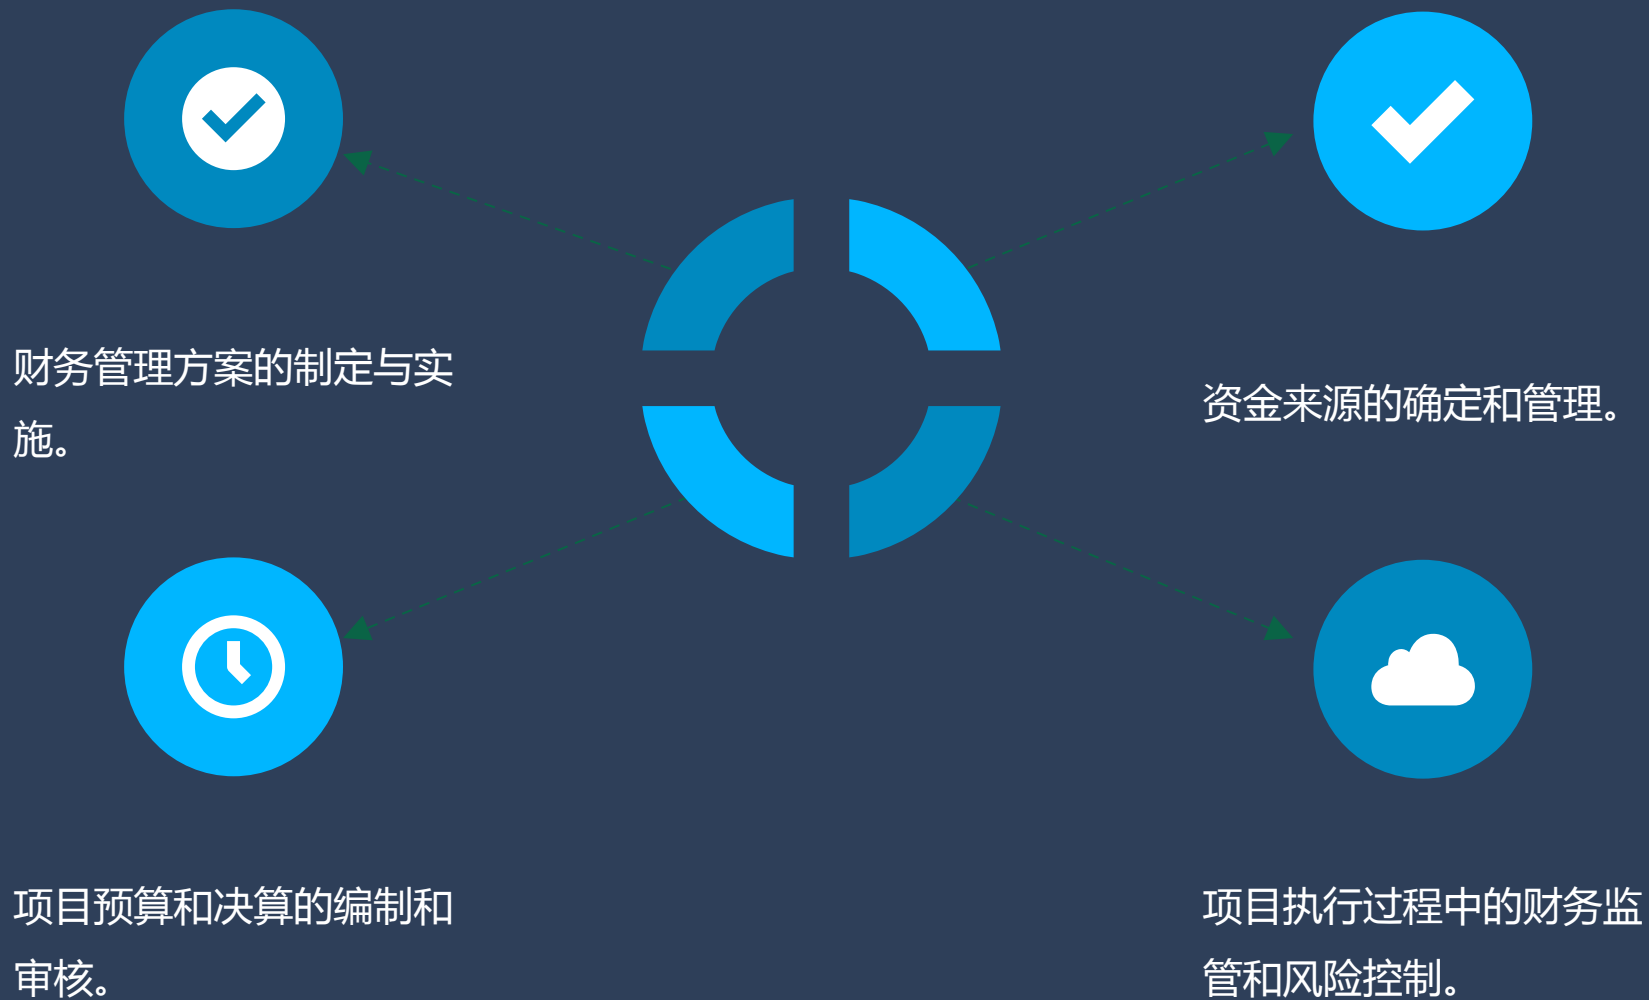 财务管理方案的制定与实
施。
资金来源的确定和管理。
项目预算和决算的编制和
审核。
项目执行过程中的财务监
管和风险控制。